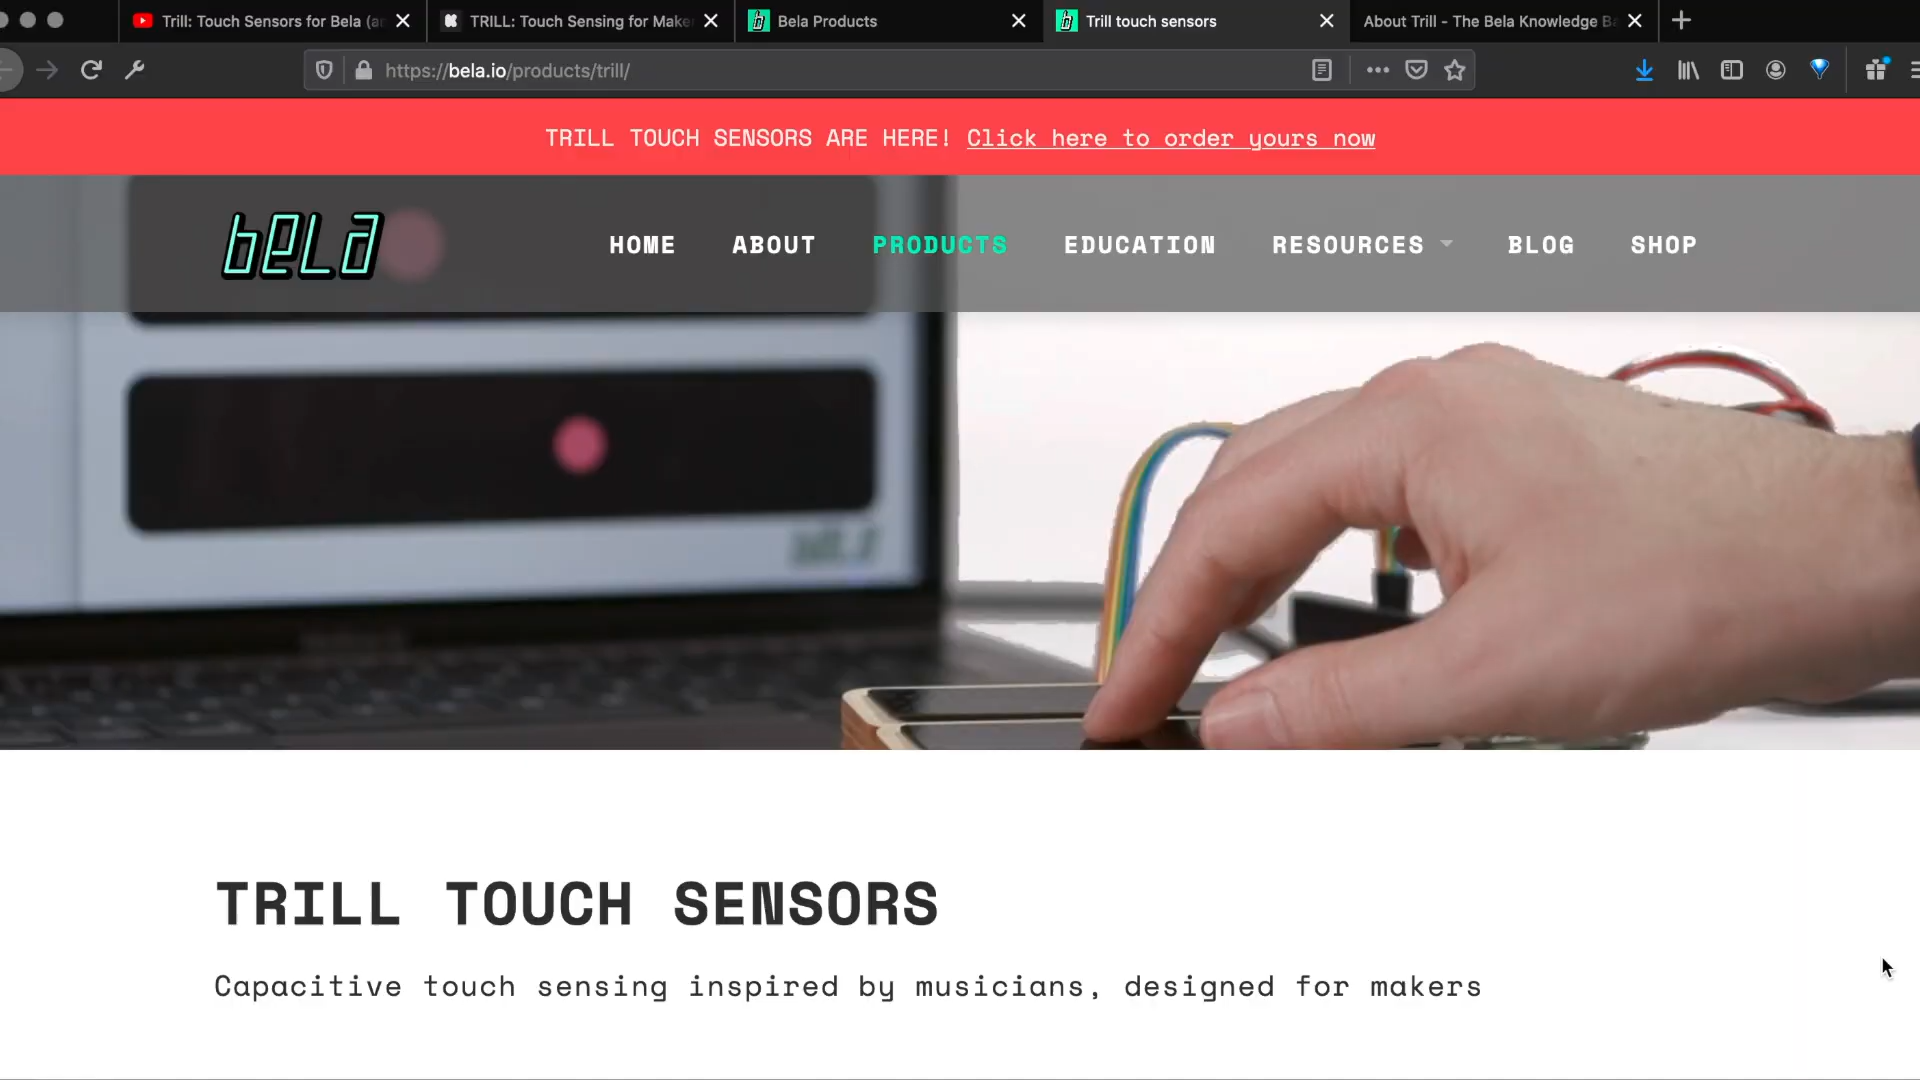 Trill: Touch Sensors for Bela (a
TRILL: Touch Sensing for Make
Bela Products
Trill touch sensors
About Trill - The Bela Knowledge Ba
https://bela.io/products/trill/
TRILL TOUCH SENSORS ARE HERE! Click here to order yours now
beLa
HOME
ABOUT
PRODUCTS
EDUCATION
RESOURCES
BLOG
SHOP
TRILL TOUCH SENSORS
Capacitive touch sensing inspired by musicians, designed for makers